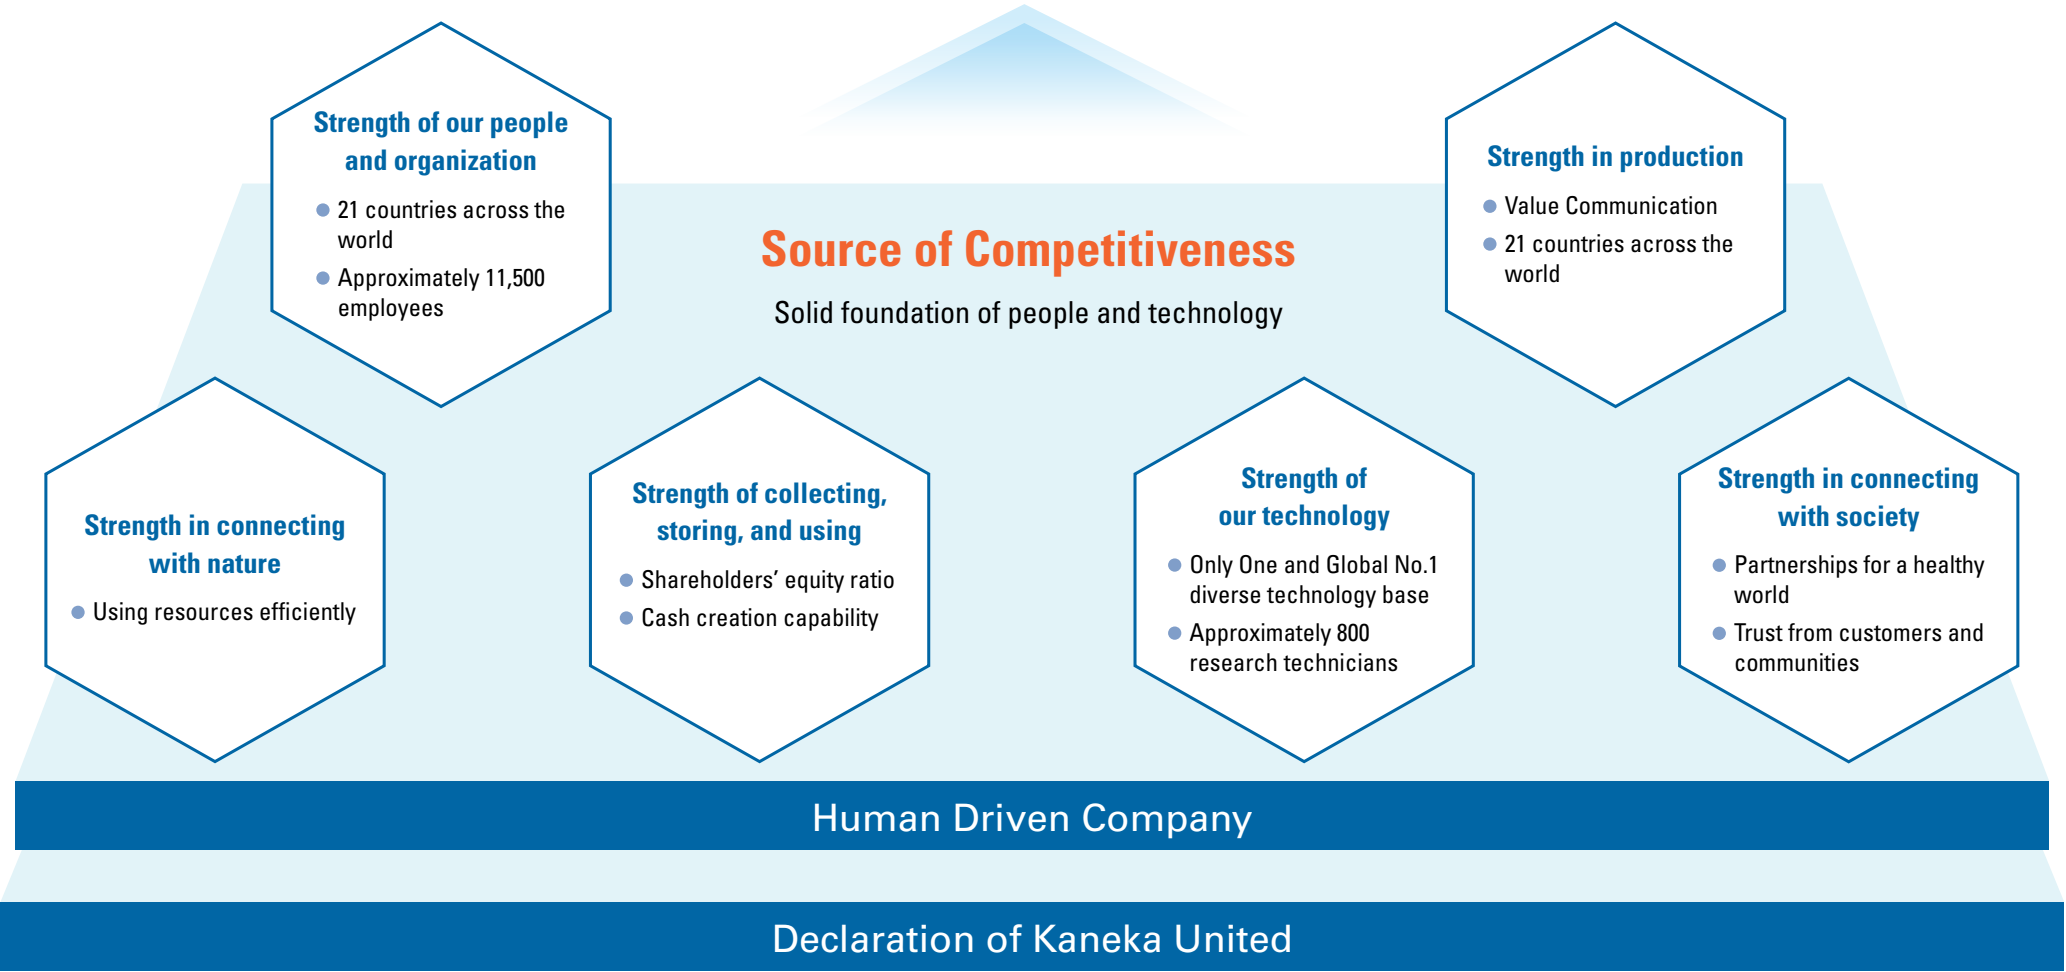 Strength of our people
and organization
● 21 countries across the
world
● Approximately 11,500
employees
Source of Competitiveness
Solid foundation of people and technology
Strength in production
● Value Communication
● 21 countries across the
world
Strength in connecting
with nature
● Using resources efficiently
Strength of collecting,
storing, and using
● Shareholders’ equity ratio
● Cash creation capability
Strength of
our technology
● Only One and Global No.1
diverse technology base
● Approximately 800
research technicians
Strength in connecting
with society
● Partnerships for a healthy
world
● Trust from customers and
communities
Human Driven Company
Declaration of Kaneka United